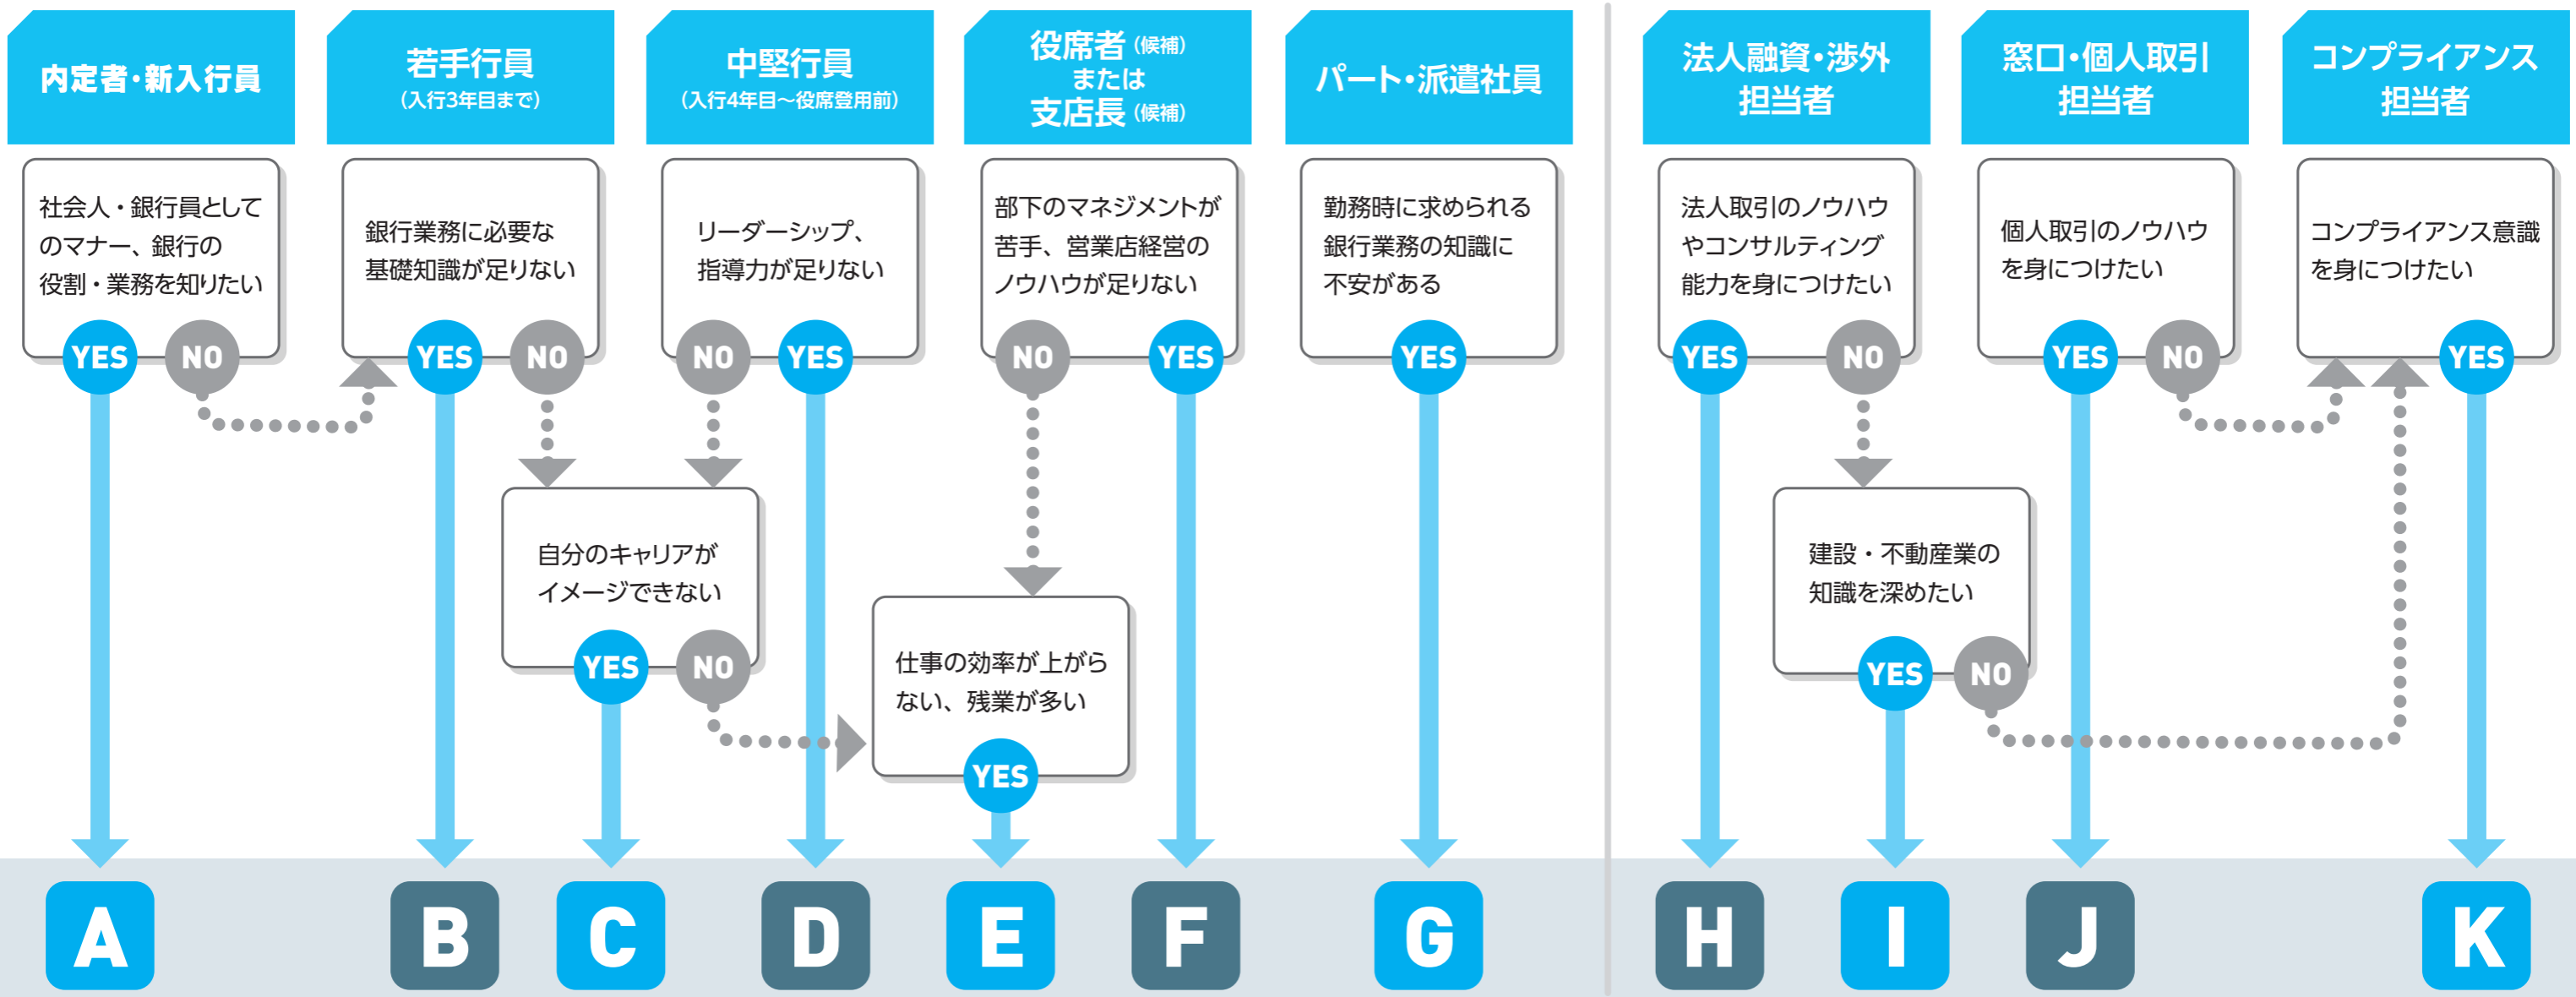 内定者・新入行員
若手行員
（入行3年目まで）
中堅行員
（入行4年目～役席登用前）
役席者（候補）
または
支店長（候補）
パート・派遣社員
法人融資・渉外
担当者
窓口・個人取引
担当者
コンプライアンス
担当者
社会人・銀行員として
のマナー、銀行の
役割・業務を知りたい
YES
NO
銀行業務に必要な
基礎知識が足りない
YES
NO
リーダーシップ、
指導力が足りない
NO
YES
部下のマネジメントが
苦手、営業店経営の
ノウハウが足りない
NO
YES
勤務時に求められる
銀行業務の知識に
不安がある
YES
法人取引のノウハウ
やコンサルティング
能力を身につけたい
YES
NO
個人取引のノウハウ
を身につけたい
YES
NO
コンプライアンス意識
を身につけたい
YES
自分のキャリアが
イメージできない
YES
NO
仕事の効率が上がら
ない、残業が多い
YES
建設・不動産業の
知識を深めたい
YES
NO
A
B
C
D
E
F
G
H
I
J
K